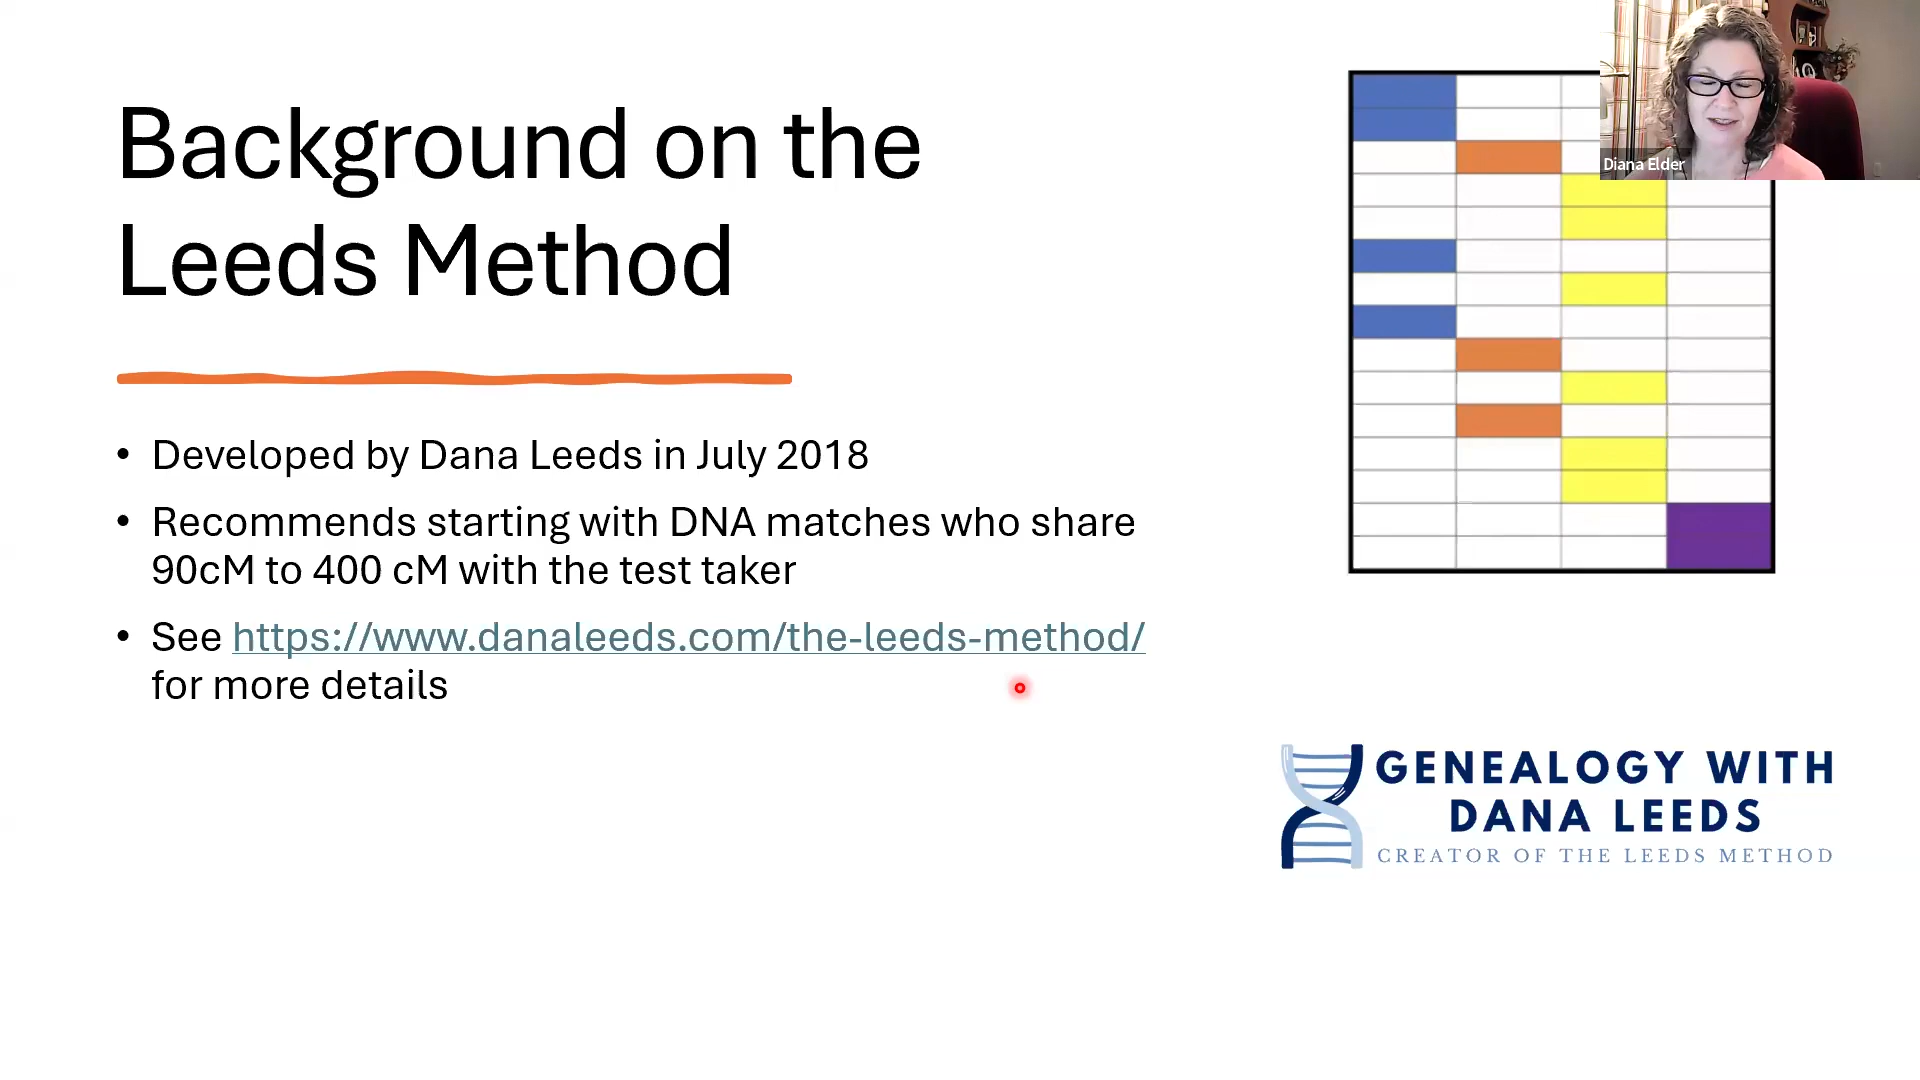 Background on the
Leeds Method
• Developed by Dana Leeds in July 2018
• Recommends starting with DNA matches who share
90cM to 400 cM with the test taker
• See https://www.danaleeds.com/the-leeds-method/
for more details
Diana Elder
GENEALOGY WITH
DANA LEEDS
CREATOR OF THE LEEDS METHOD